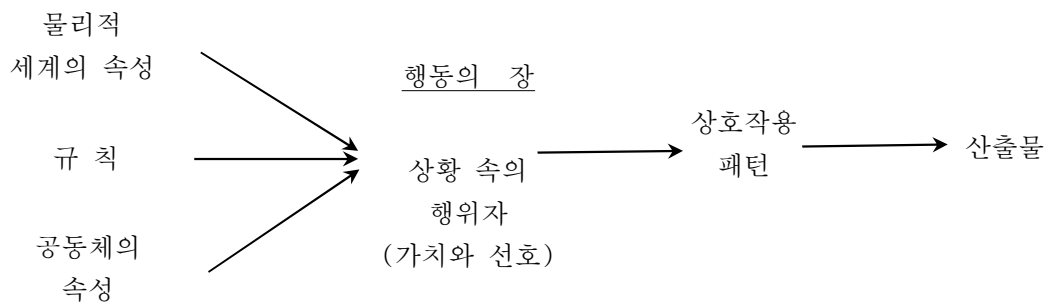 물리적
세계의 속성
규 칙
공동체의
속성
행동의 장
상황 속의
행위자
(가치와 선호)
상호작용
패턴
산출물